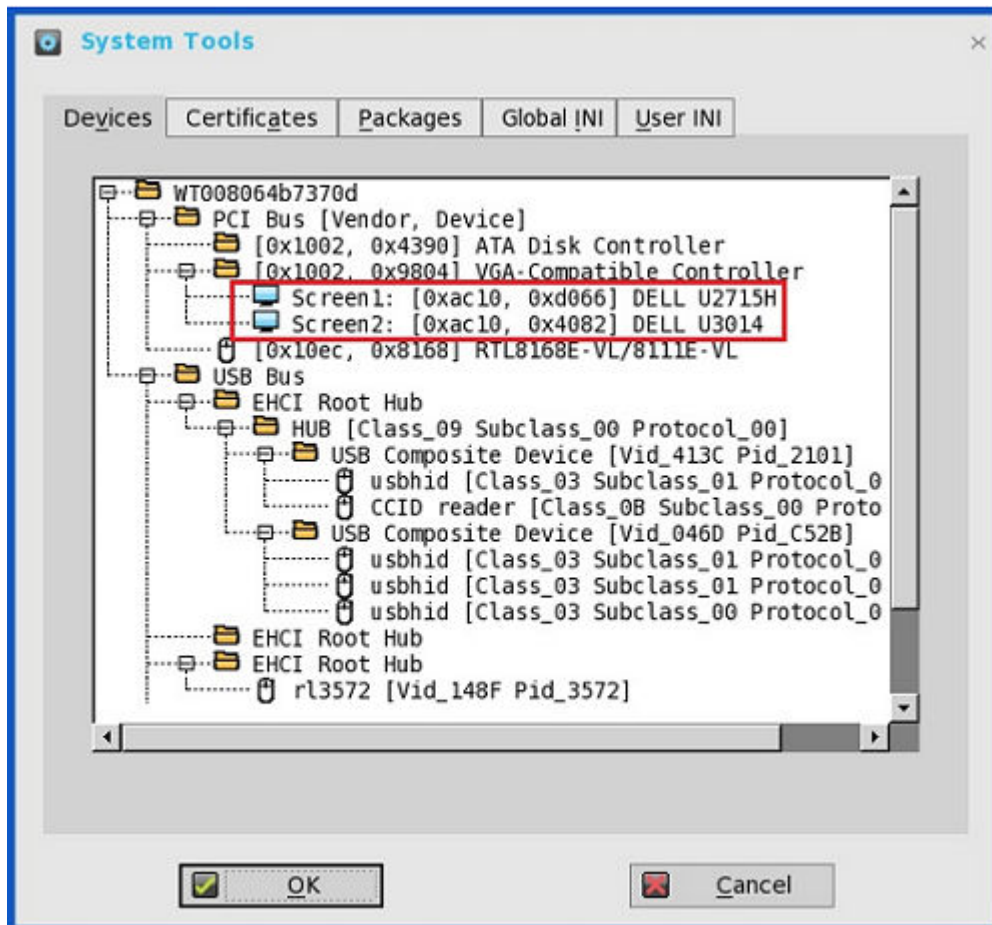 System Tools
Devices Certificates Packages Global INI User INI
WT008064b7370d
PCI Bus [Vendor, Device]
[0x1002, 0x4390] ATA Disk Controller
[0x1002, 0x9804] VGA-Compatible Controller
Screen1: [0xac10, 0xd066] DELL U2715H
Screen2: [0xac10, 0x4082] DELL U3014
[0x10ec, 0x8168] RTL8168E-VL/8111E-VL
USB Bus
EHCI Root Hub
HUB [Class_09 Subclass_00 Protocol_00]
USB Composite Device [Vid_413C Pid_2101]
usbhid [Class_03 Subclass_01 Protocol_0
CCID reader [Class_0B Subclass_00 Proto
USB Composite Device [Vid_046D Pid_C52B]
usbhid [Class_03 Subclass_01 Protocol_0
usbhid [Class_03 Subclass_01 Protocol_0
usbhid [Class_03 Subclass_00 Protocol_0
EHCI Root Hub
EHCI Root Hub
rl3572 [Vid_148F Pid_3572]
OK Cancel